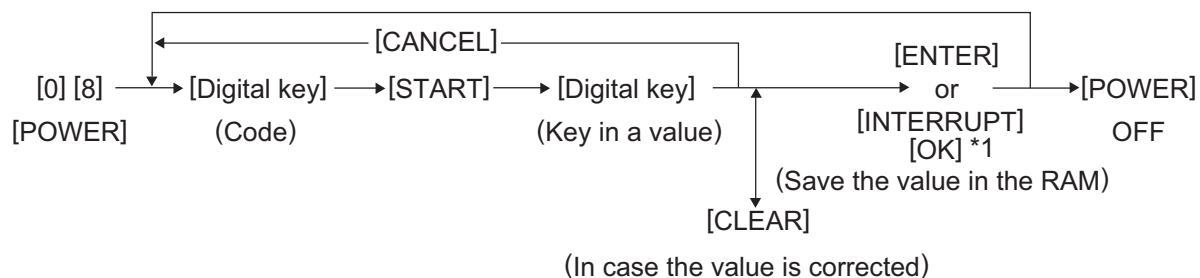 [CANCEL]
[0] [8] [Digital key] [START] [Digital key] [ENTER] [POWER]
[POWER] (Code) (Key in a value) or OFF
[INTERRUPT]
[OK] *1
(Save the value in the RAM)
[CLEAR]
(In case the value is corrected)